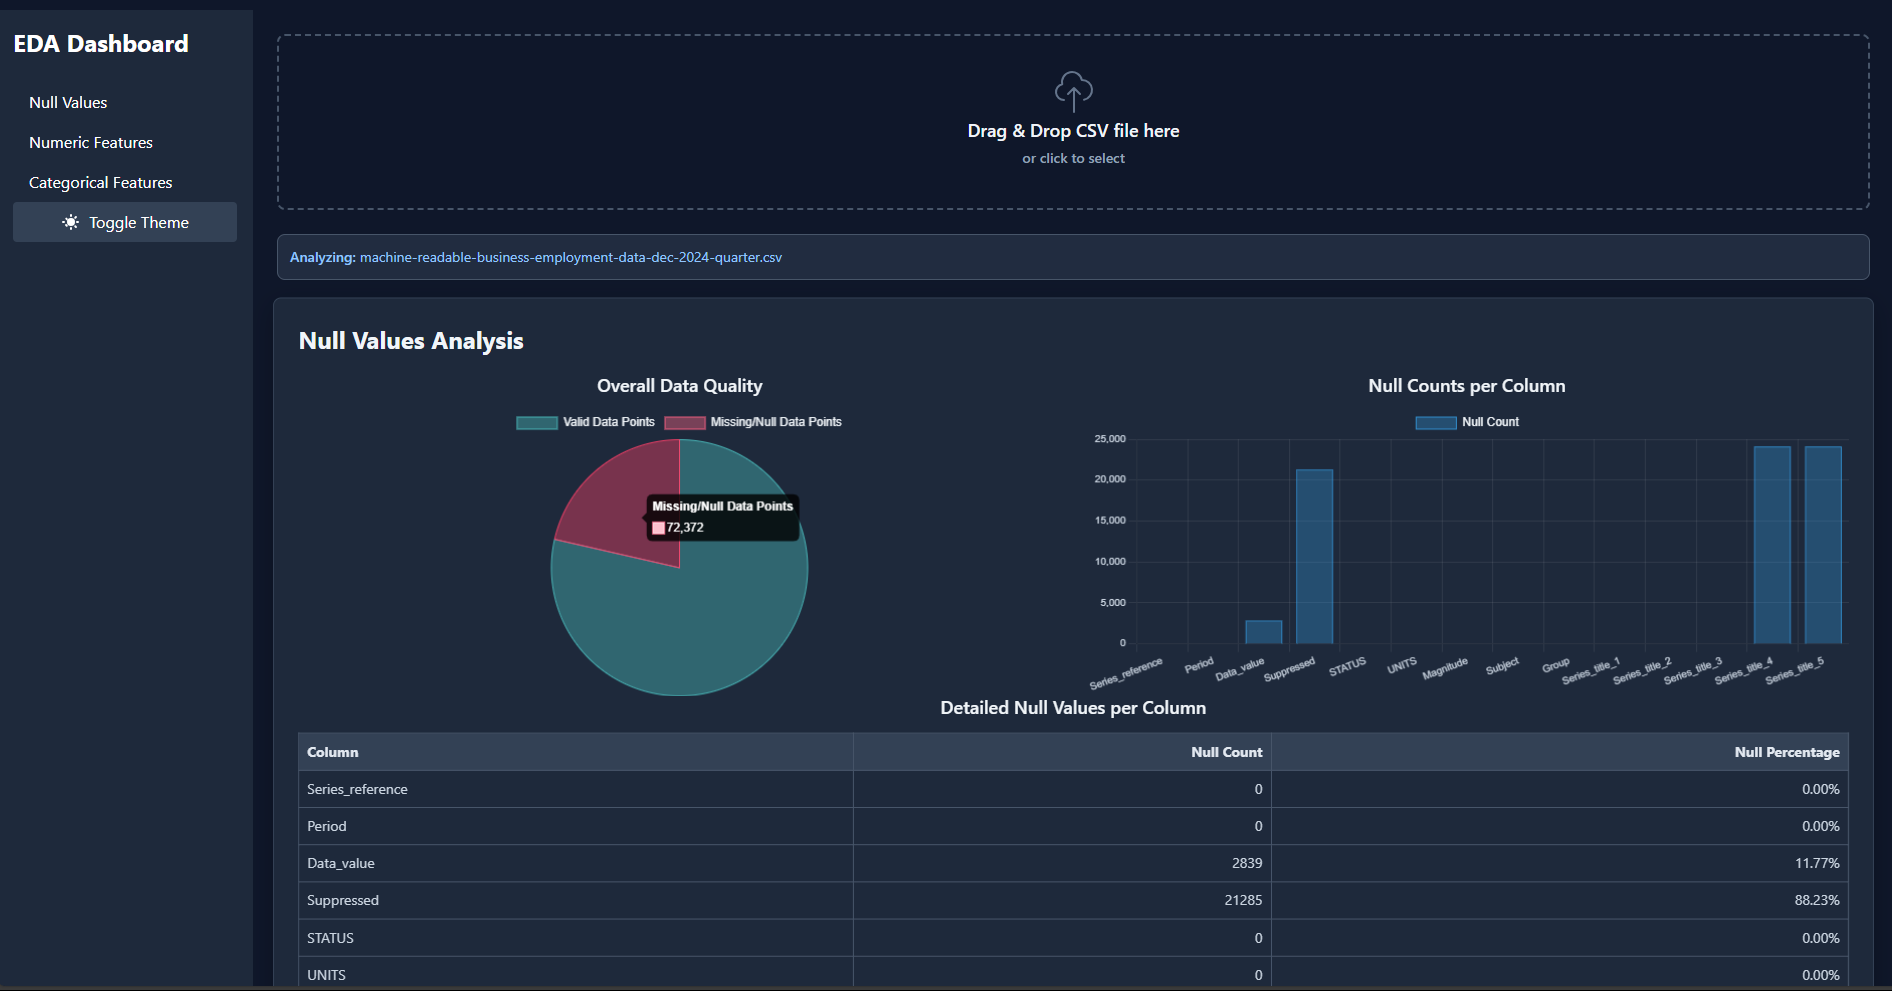 EDA Dashboard
Null Values
Numeric Features
Categorical Features
Toggle Theme
Drag & Drop CSV file here
or click to select
Analyzing: machine-readable-business-employment-data-dec-2024-quarter.csv
Null Values Analysis
Overall Data Quality
Valid Data Points Missing/Null Data Points
Missing/Null Data Points
72,372
Null Counts per Column
Null Count
25,000
20,000
15,000
10,000
5,000
0
Series_reference
Period
Data_value
Suppressed
STATUS
UNITS
Magnitude
Subject
Group
Series_title_1
Series_title_2
Series_title_3
Series_title_4
Series_title_5
Detailed Null Values per Column
Column Null Count Null Percentage
Series_reference 0 0.00%
Period 0 0.00%
Data_value 2839 11.77%
Suppressed 21285 88.23%
STATUS 0 0.00%
UNITS 0 0.00%